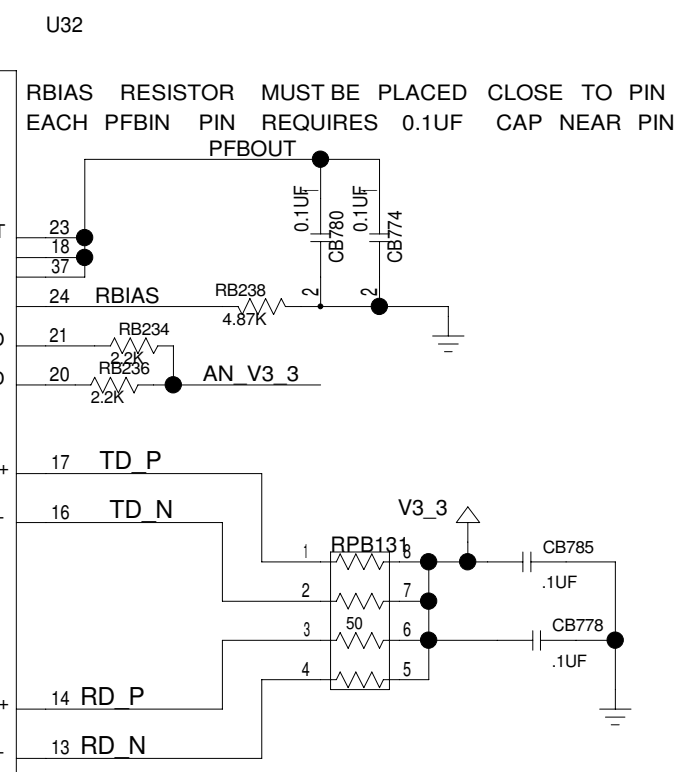 U32
RBIAS RESISTOR MUST BE PLACED CLOSE TO PIN
EACH PFBIN PIN REQUIRES 0.1UF CAP NEAR PIN
PFBOUT
0.1UF
CB780
2
0.1UF
CB774
2
T 23
18
37
24 RBIAS
RB238
4.87K
21
RB234
2.2K
20
RB236
2.2K
AN_V3_3
+ 17 TD_P
- 16 TD_N
V3_3
1 RPB131 8
2 7
3 50 6
4 5
CB785
.1UF
CB778
.1UF
+ 14 RD_P
- 13 RD_N